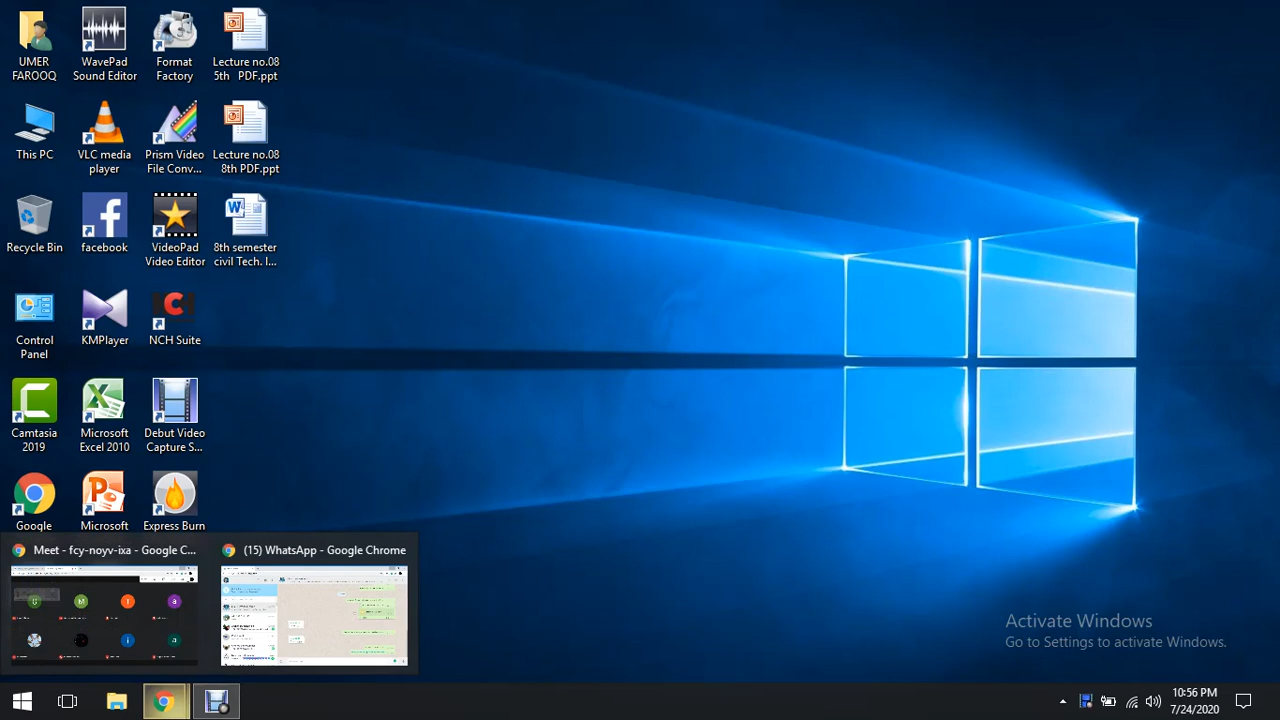 UMER
FAROOQ
WavePad
Sound Editor
Format
Factory
Lecture no.08
5th PDF.ppt
This PC
VLC media
player
Prism Video
File Conv...
Lecture no.08
8th PDF.ppt
Recycle Bin
facebook
VideoPad
Video Editor
8th semester
civil Tech. I...
Control
Panel
KMPlayer
NCH Suite
Camtasia
2019
Microsoft
Excel 2010
Debut Video
Capture S...
Google
Microsoft
Express Burn
Meet - fcy-noyv-ixa - Google C...
(15) WhatsApp - Google Chrome
Activate Windows
Go to Settings to activate Windows.
10:56 PM
7/24/2020